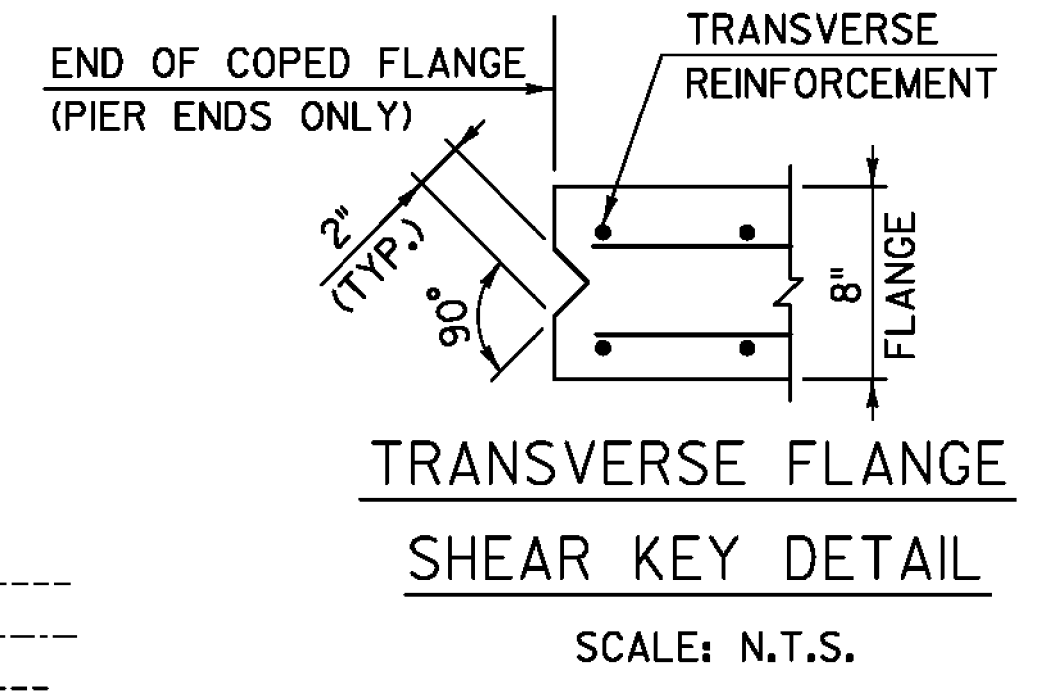 END OF COPED FLANGE
(PIER ENDS ONLY)
TRANSVERSE
REINFORCEMENT
2"
(TYP.)
90°
8"
FLANGE
TRANSVERSE FLANGE
SHEAR KEY DETAIL
SCALE: N.T.S.